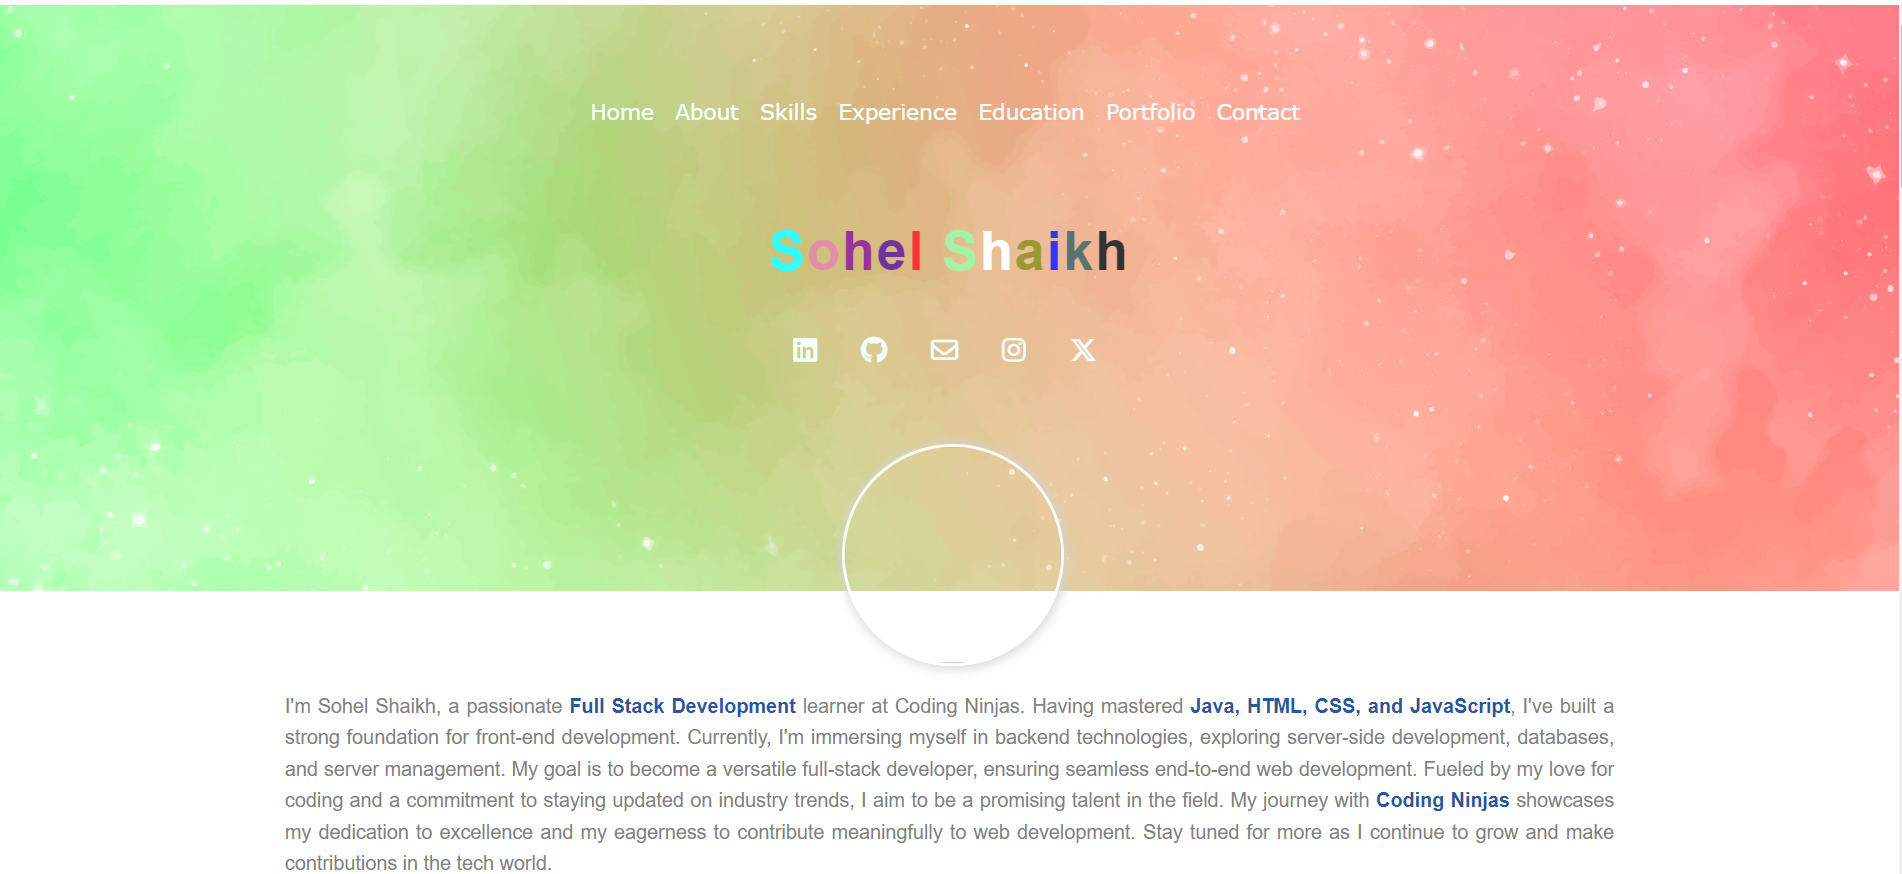 Home About Skills Experience Education Portfolio Contact
Sohel Shaikh
I'm Sohel Shaikh, a passionate Full Stack Development learner at Coding Ninjas. Having mastered Java, HTML, CSS, and JavaScript, I've built a
strong foundation for front-end development. Currently, I'm immersing myself in backend technologies, exploring server-side development, databases,
and server management. My goal is to become a versatile full-stack developer, ensuring seamless end-to-end web development. Fueled by my love for
coding and a commitment to staying updated on industry trends, I aim to be a promising talent in the field. My journey with Coding Ninjas showcases
my dedication to excellence and my eagerness to contribute meaningfully to web development. Stay tuned for more as I continue to grow and make
contributions in the tech world.